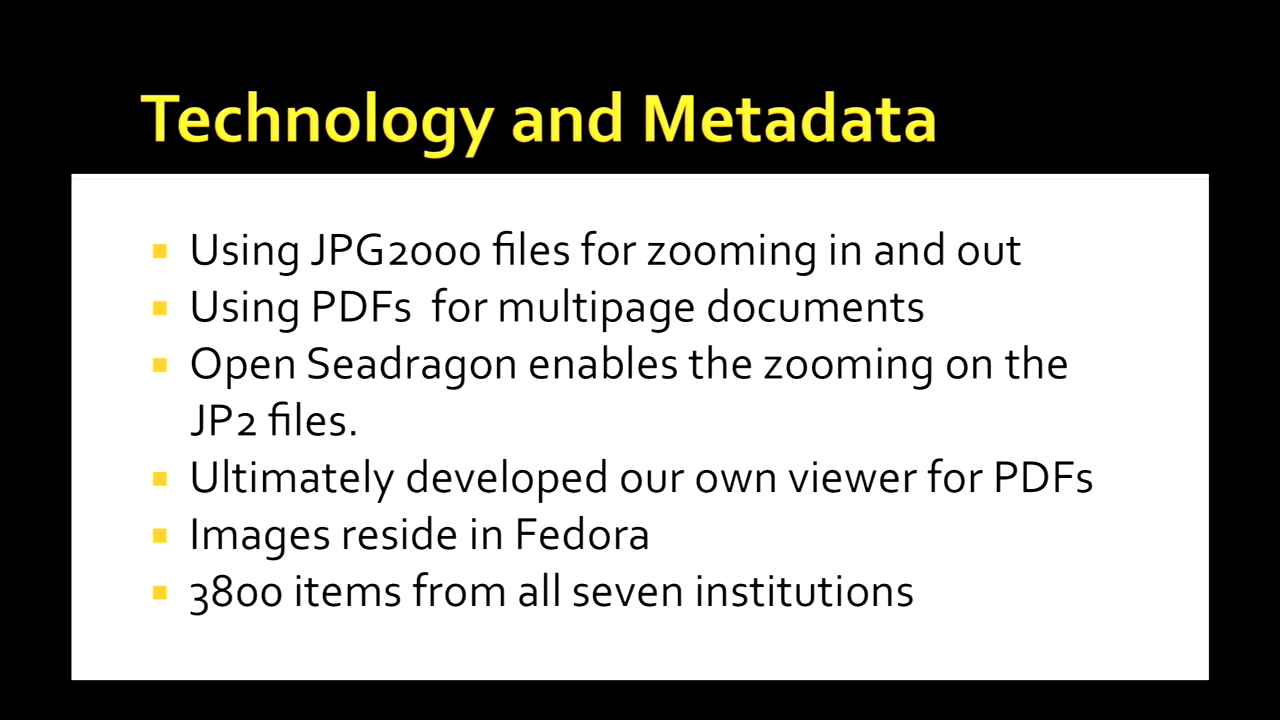 Technology and Metadata
Using JPG2000 files for zooming in and out
Using PDFs  for multipage documents
Open Seadragon enables the zooming on the
JP2 files.
Ultimately developed our own viewer for PDFs
Images reside in Fedora
3800 items from all seven institutions